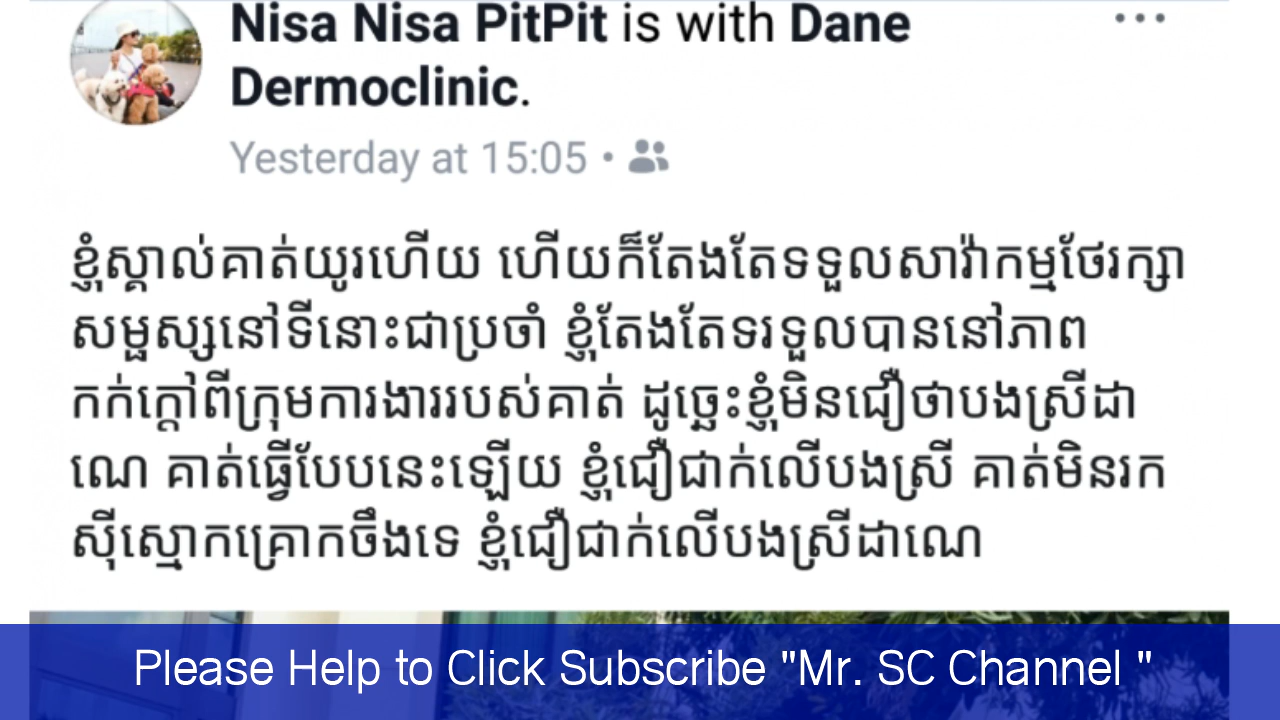 Nisa Nisa PitPit is with Dane
Dermoclinic.
Yesterday at 15:05 •
ខ្ញុំស្គាល់គាត់យូរហើយ ហើយក៏តែងតែទទួលសាវ៉ាកម្មថែរក្សា
សម្ផស្សនៅទីនោះជាប្រចាំ ខ្ញុំតែងតែទរទួលបាននៅភាព
កក់ក្តៅពីក្រុមការងាររបស់គាត់ ដូច្នេះខ្ញុំមិនជឿថាបងស្រីដា
ណេ គាត់ធ្វើបែបនេះឡើយ ខ្ញុំជឿជាក់លើបងស្រី គាត់មិនរក
ស៊ីស្មោកគ្រោកចឹងទេ ខ្ញុំជឿជាក់លើបងស្រីដាណេ
Please Help to Click Subscribe "Mr. SC Channel "